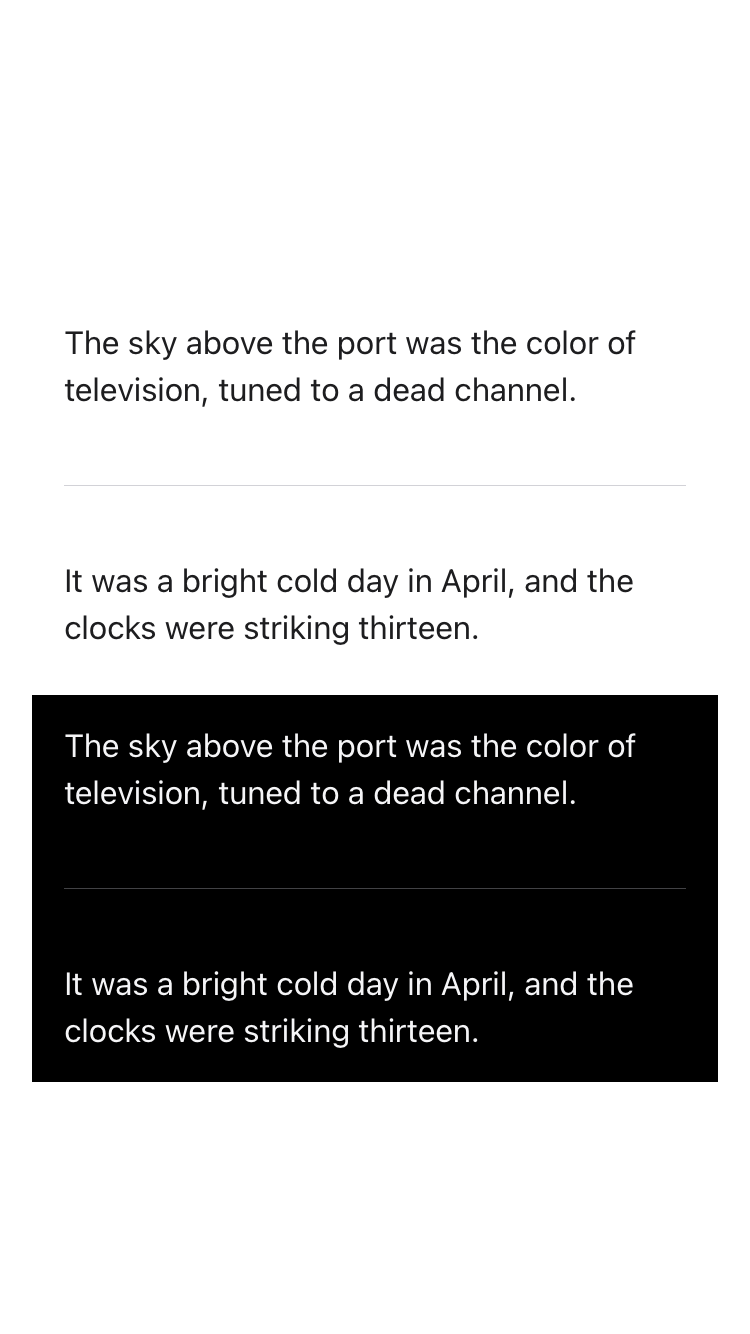 The sky above the port was the color of
television, tuned to a dead channel.
It was a bright cold day in April, and the
clocks were striking thirteen.
The sky above the port was the color of
television, tuned to a dead channel.
It was a bright cold day in April, and the
clocks were striking thirteen.